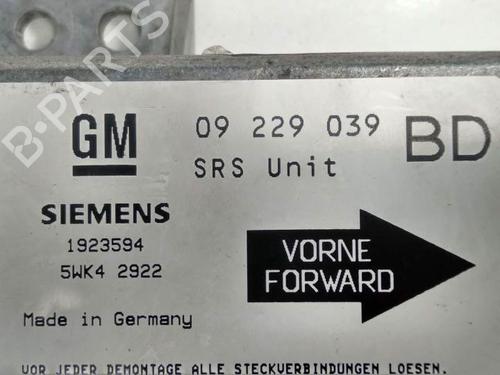 GM
09 229 039
BD
SRS Unit
SIEMENS
1923594
5WK4 2922
VORNE
FORWARD
Made in Germany
VOR JEDER DEMONTAGE ALLE STECKVERBINDUNGEN LOESEN.
B-Parts